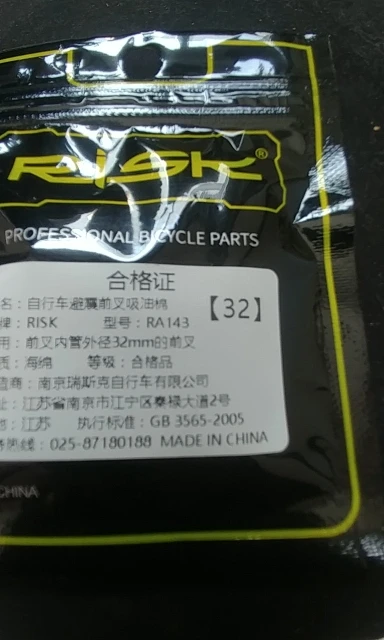 RISK®
PROFESSIONAL BICYCLE PARTS
合格证
名：自行车避震前叉吸油棉 【32】
牌：RISK 型号：RA143
用：前叉内管外径32mm的前叉
质：海绵 等级：合格品
造商：南京瑞斯克自行车有限公司
址：江苏省南京市江宁区秦禄大道2号
地：江苏 执行标准：GB 3565-2005
热线：025-87180188 MADE IN CHINA
CHINA